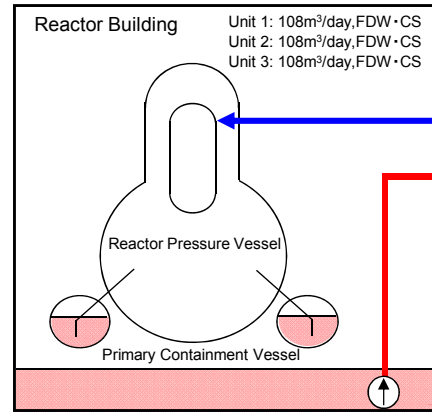 Reactor Building
Unit 1: 108m³/day,FDW・CS
Unit 2: 108m³/day,FDW・CS
Unit 3: 108m³/day,FDW・CS
Reactor Pressure Vessel
Primary Containment Vessel